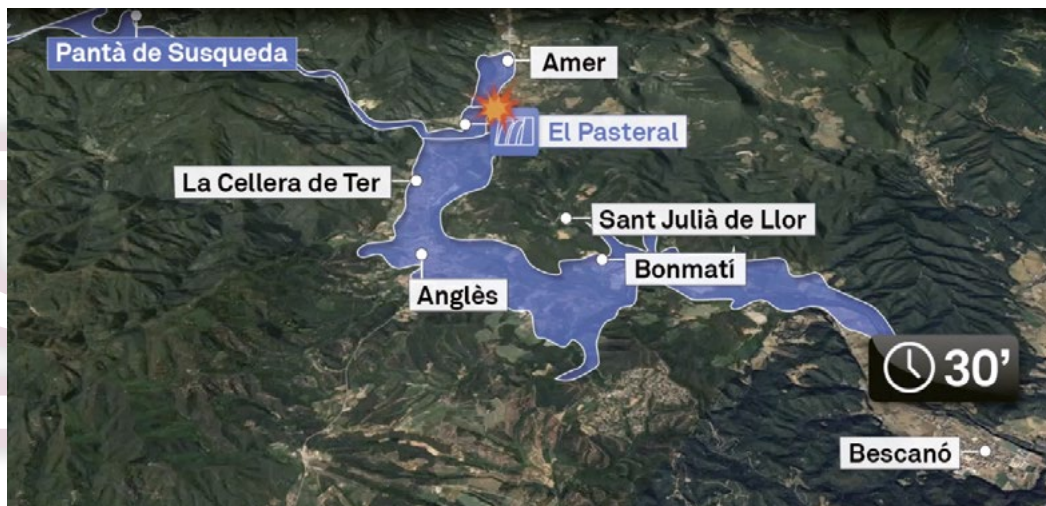 Pantà de Susqueda
Amer
El Pasteral
La Cellera de Ter
Sant Julià de Llor
Bonmatí
Anglès
30’
Bescanó